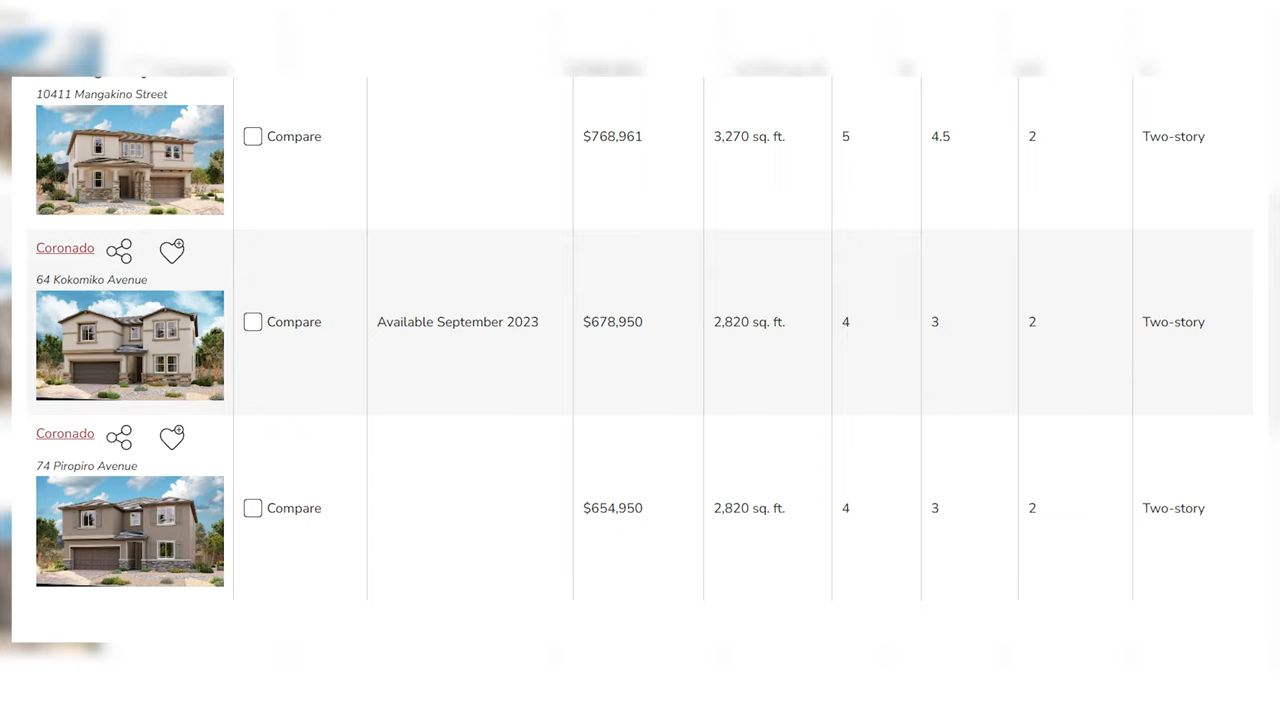 10411 Mangakino Street
Compare $768,961 3,270 sq. ft. 5 4.5 2 Two-story
Coronado
64 Kokomiko Avenue
Compare Available September 2023 $678,950 2,820 sq. ft. 4 3 2 Two-story
Coronado
74 Piropiro Avenue
Compare $654,950 2,820 sq. ft. 4 3 2 Two-story